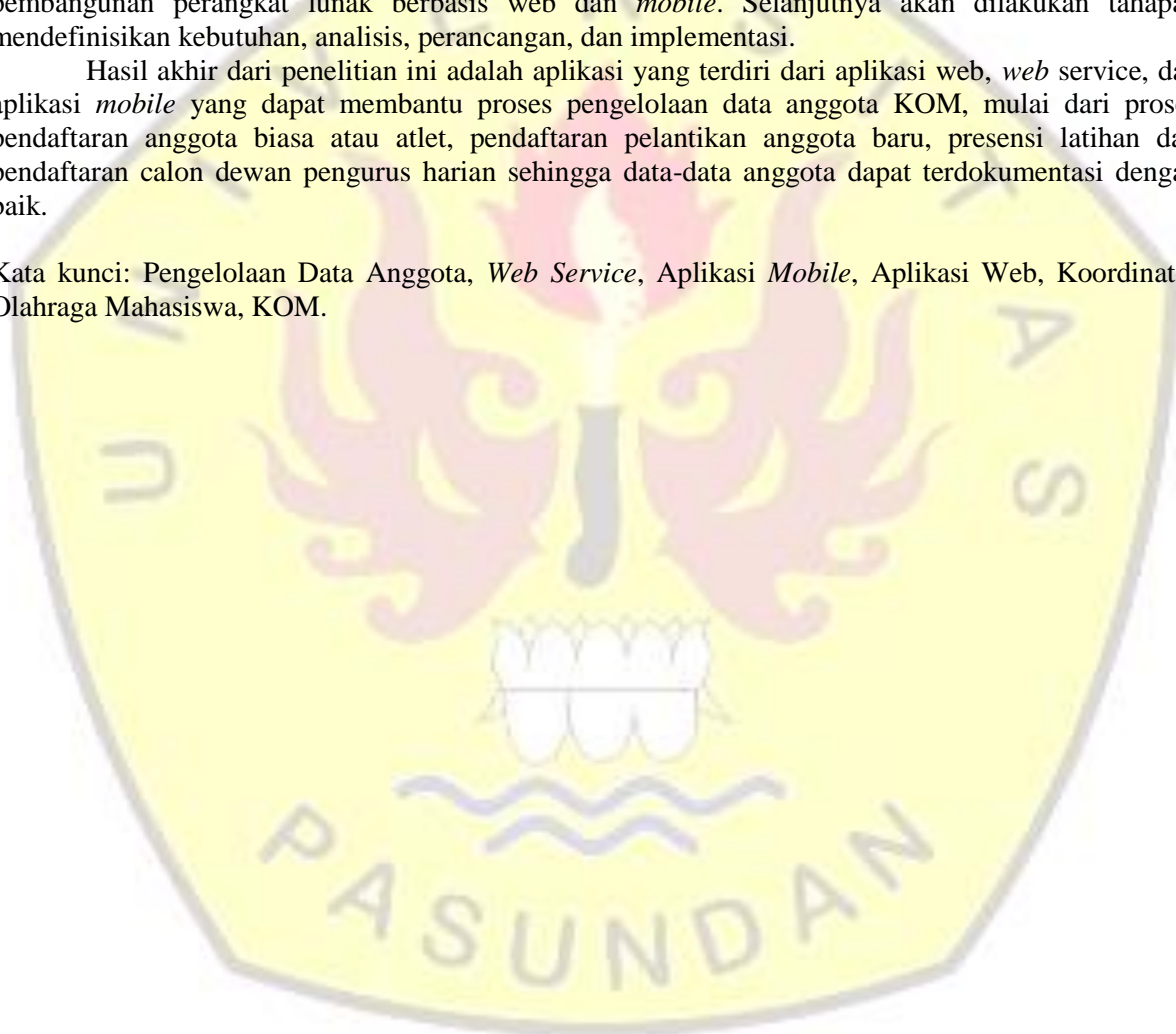 pembangunan perangkat lunak berbasis web dan mobile. Selanjutnya akan dilakukan tahapa
mendefinisikan kebutuhan, analisis, perancangan, dan implementasi.
Hasil akhir dari penelitian ini adalah aplikasi yang terdiri dari aplikasi web, web service, da
aplikasi mobile yang dapat membantu proses pengelolaan data anggota KOM, mulai dari prose
pendaftaran anggota biasa atau atlet, pendaftaran pelantikan anggota baru, presensi latihan da
pendaftaran calon dewan pengurus harian sehingga data-data anggota dapat terdokumentasi denga
baik.
Kata kunci: Pengelolaan Data Anggota, Web Service, Aplikasi Mobile, Aplikasi Web, Koordinat
Olahraga Mahasiswa, KOM.
UNIVERSITAS
PASUNDAN